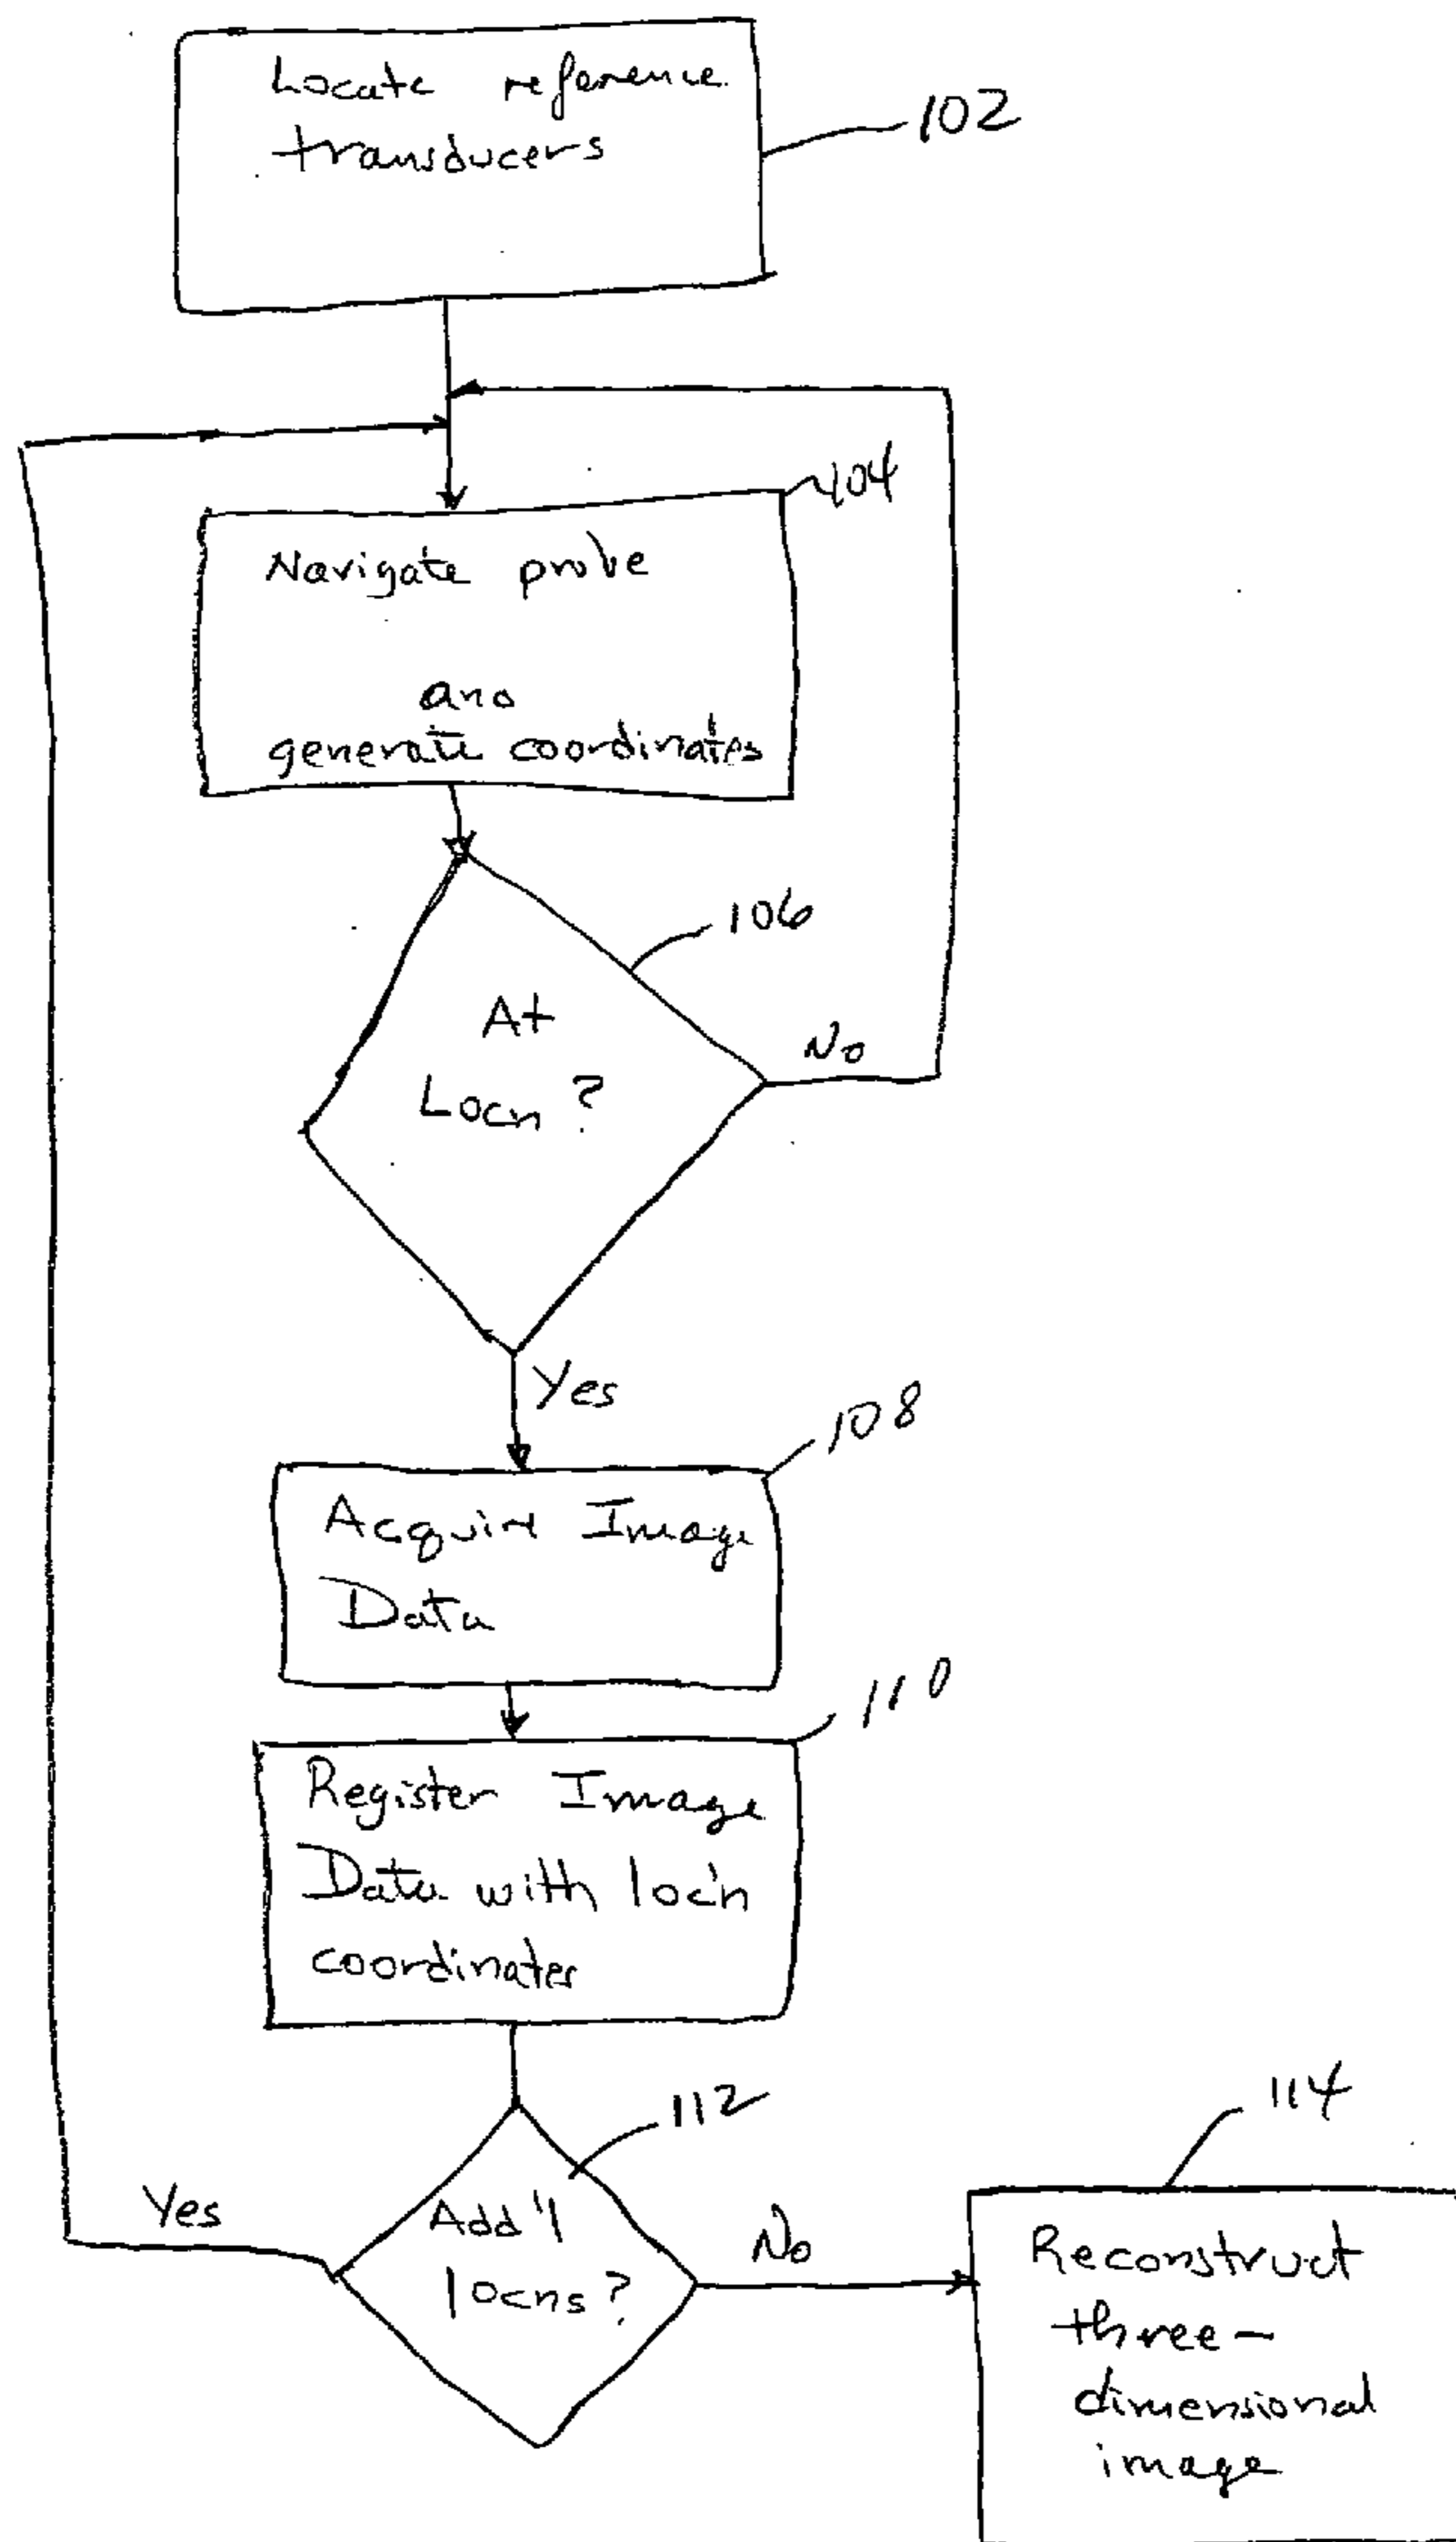 Locate reference
transducers
102
104
Navigate probe
and
generate coordinates
106
At
Locn?
No
Yes
108
Acquire Image
Data
110
Register Image
Data with loc'n
coordinates
112
Add'l
locns?
Yes
No
114
Reconstruct
three-
dimensional
image